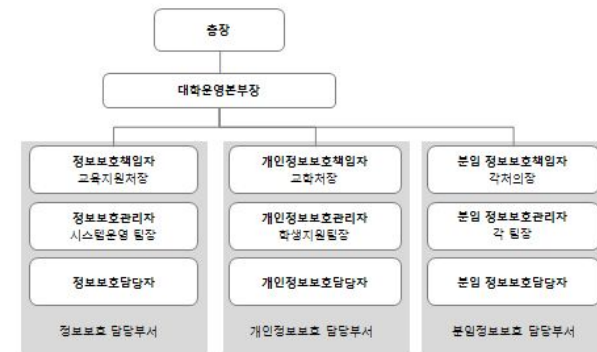 총장
대학운영본부장
정보보호책임자
교육지원처장
정보보호관리자
시스템운영 팀장
정보보호담당자
정보보호 담당부서
개인정보보호책임자
교학처장
개인정보보호관리자
학생지원팀장
개인정보보호담당자
개인정보보호 담당부서
분임 정보보호책임자
각처의장
분임 정보보호관리자
각 팀장
분임 정보보호담당자
분임정보보호 담당부서